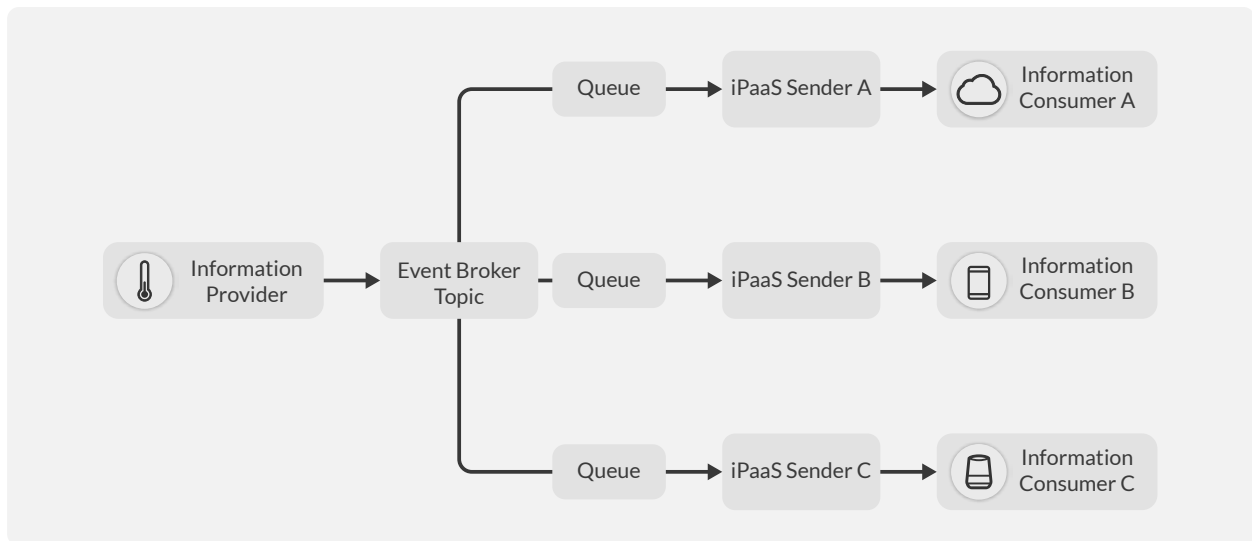 Queue
iPaaS Sender A
Information
Consumer A
Information
Provider
Event Broker
Topic
Queue
iPaaS Sender B
Information
Consumer B
Queue
iPaaS Sender C
Information
Consumer C